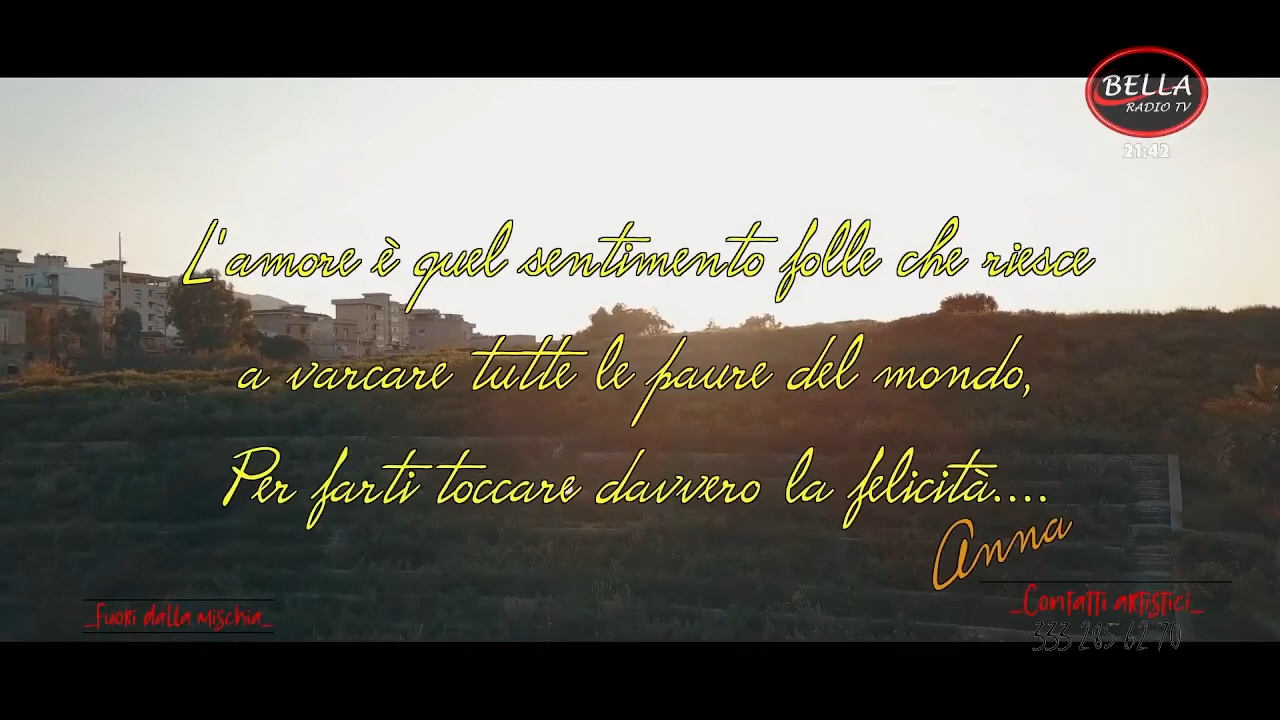 BELLA
RADIO TV
21:42
L'amore è quel sentimento folle che riesce
a varcare tutte le paure del mondo,
Per farti toccare davvero la felicità....
Anna
_Fuori dalla mischia_
_Contatti artistici_
333 285 62 70